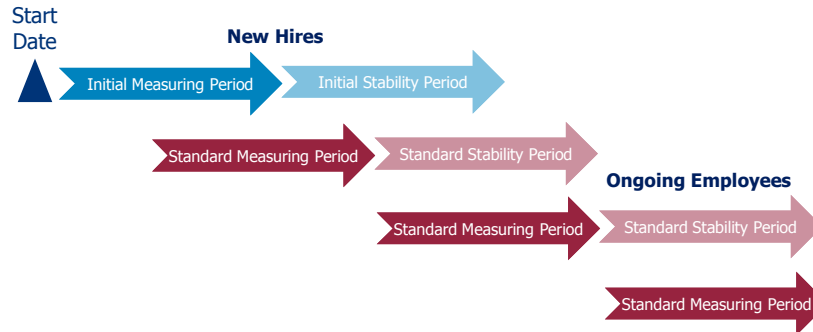 Start
Date
New Hires
Initial Measuring Period
Initial Stability Period
Standard Measuring Period
Standard Stability Period
Ongoing Employees
Standard Measuring Period
Standard Stability Period
Standard Measuring Period